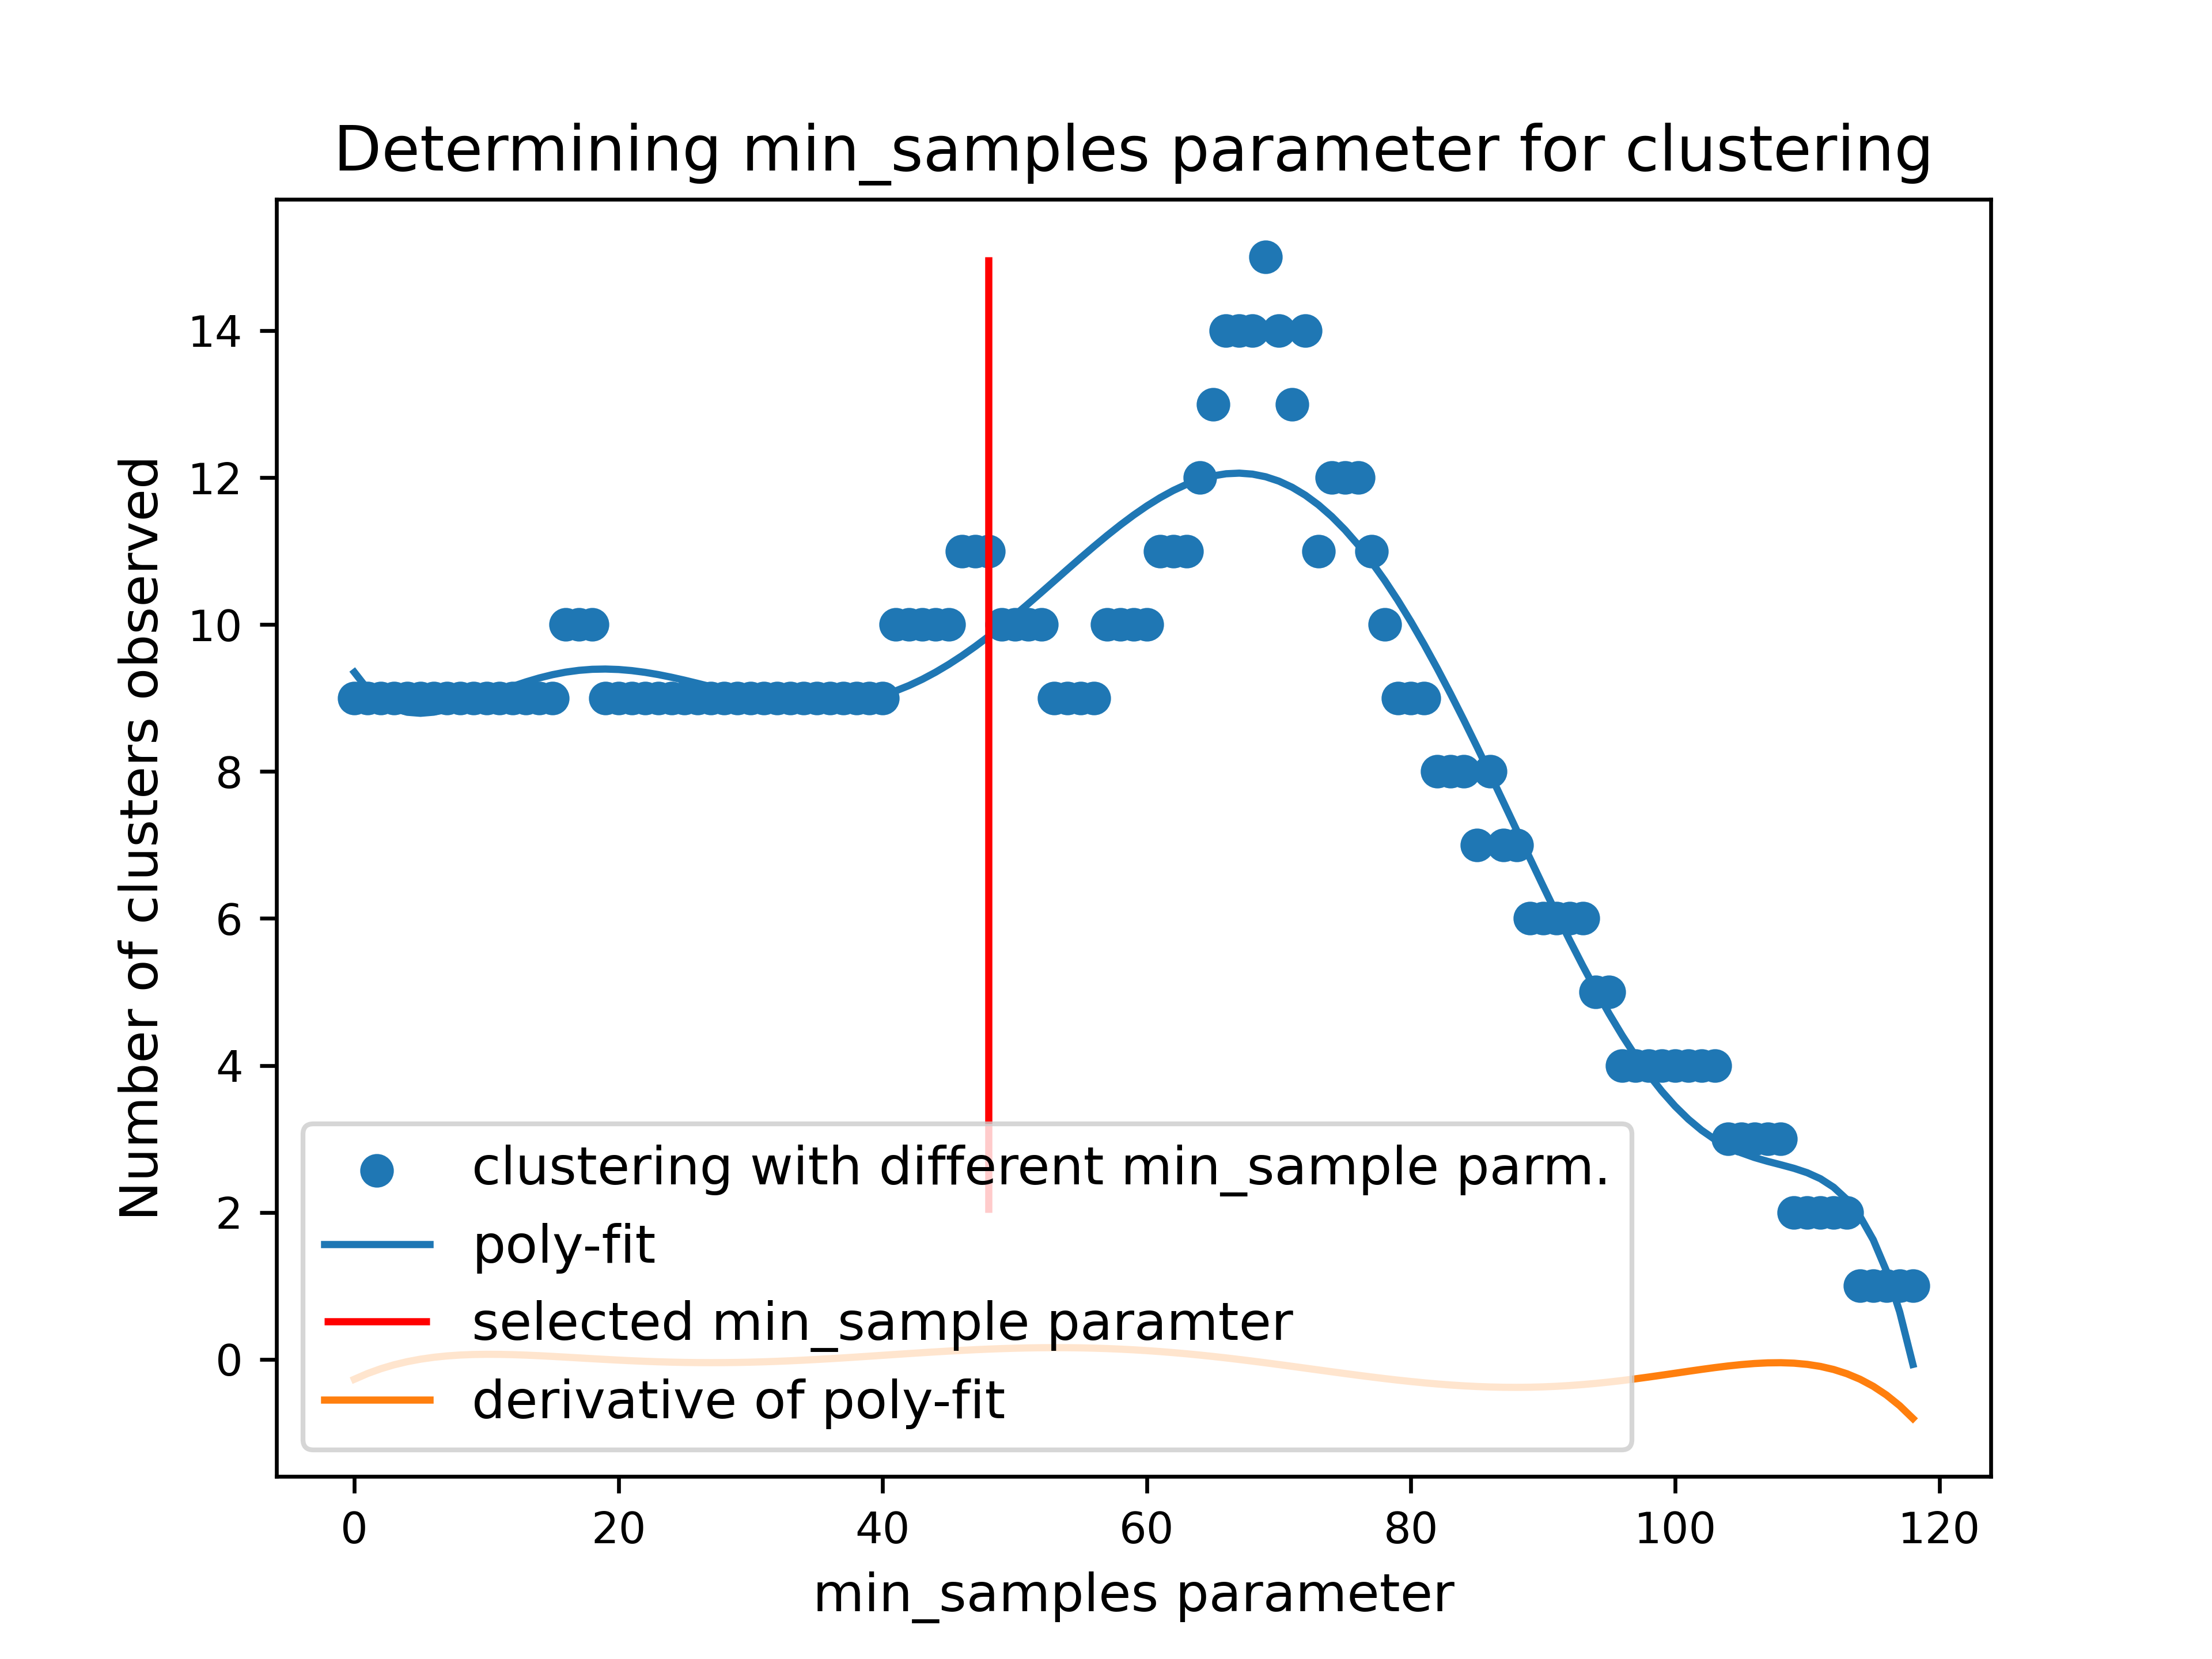 Determining min_samples parameter for clustering
Number of clusters observed
14
12
10
8
6
4
2
0
clustering with different min_sample parm.
poly-fit
selected min_sample paramter
derivative of poly-fit
0 20 40 60 80 100 120
min_samples parameter